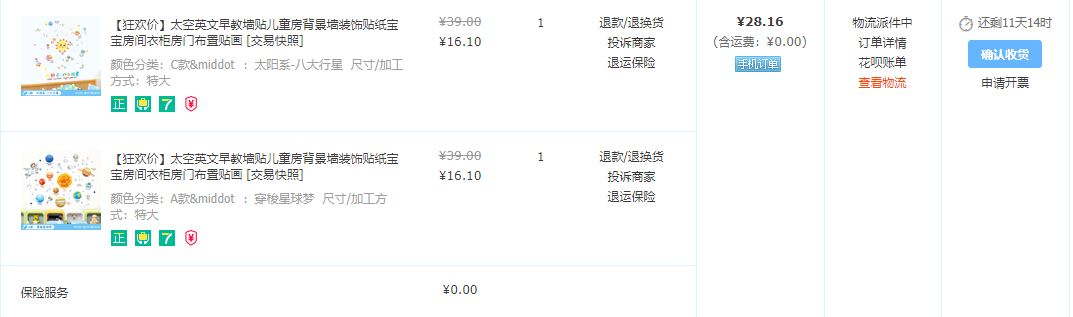 【狂欢价】太空英文早教墙贴儿童房背景墙装饰贴纸宝
宝房间衣柜房门布置贴画 [交易快照]
颜色分类：C款&middot ：太阳系-八大行星 尺寸/加工
方式：特大
正 7
¥39.00
¥16.10
1
退款/退换货
投诉商家
退运保险
¥28.16
(含运费：¥0.00)
手机订单
物流派件中
订单详情
花呗账单
查看物流
还剩11天14时
确认收货
申请开票
【狂欢价】太空英文早教墙贴儿童房背景墙装饰贴纸宝
宝房间衣柜房门布置贴画 [交易快照]
颜色分类：A款&middot ：穿梭星球梦 尺寸/加工方
式：特大
正 7
¥39.00
¥16.10
1
退款/退换货
投诉商家
退运保险
保险服务
¥0.00